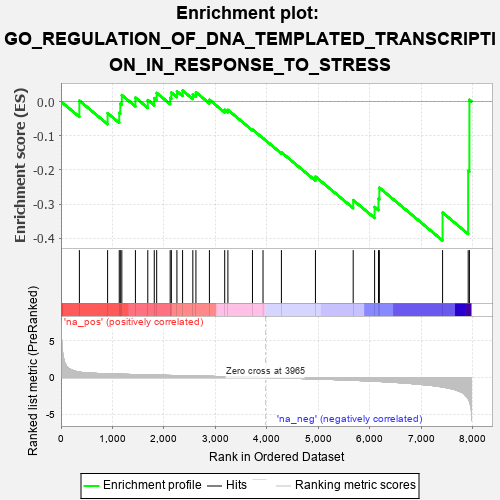 Enrichment plot:
GO_REGULATION_OF_DNA_TEMPLATED_TRANSCRIPTI
ON_IN_RESPONSE_TO_STRESS
Enrichment score (ES)
0.0
-0.1
-0.2
-0.3
-0.4
'na_pos' (positively correlated)
Ranked list metric (PreRanked)
5
0
-5
Zero cross at 3965
'na_neg' (negatively correlated)
0 1,000 2,000 3,000 4,000 5,000 6,000 7,000 8,000
Rank in Ordered Dataset
Enrichment profile Hits Ranking metric scores